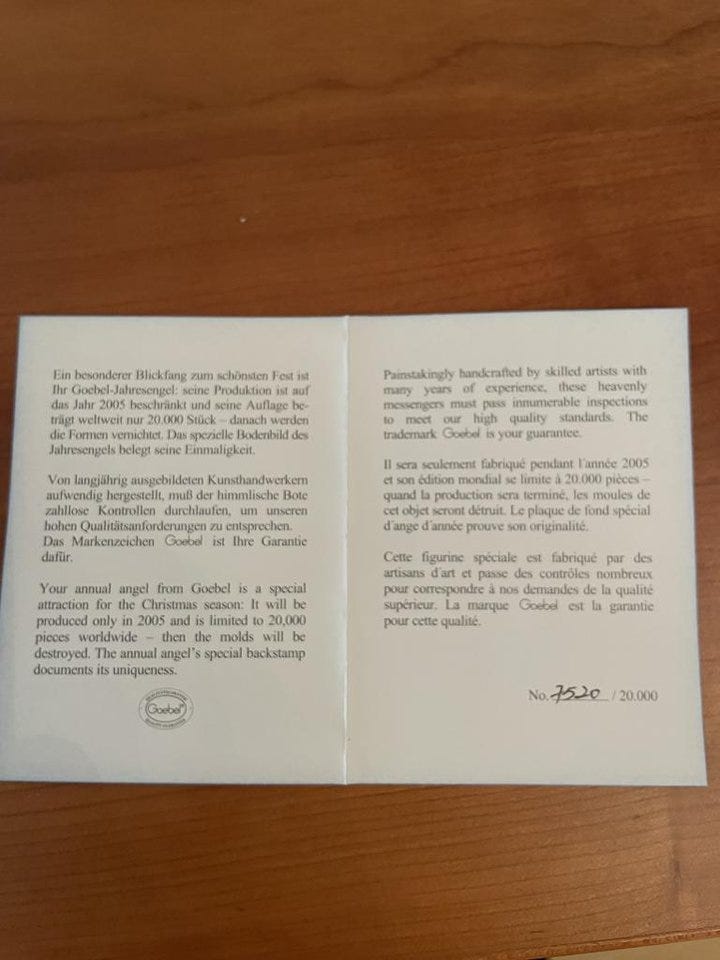 Ein besonderer Blickfang zum schönsten Fest ist
Ihr Goebel-Jahresengel: seine Produktion ist auf
das Jahr 2005 beschränkt und seine Auflage be-
trägt weltweit nur 20.000 Stück – danach werden
die Formen vernichtet. Das spezielle Bodenbild des
Jahresengels belegt seine Einmaligkeit.
Von langjährig ausgebildeten Kunsthandwerkern
aufwendig hergestellt, muß der himmlische Bote
zahllose Kontrollen durchlaufen, um unseren
hohen Qualitätsanforderungen zu entsprechen.
Das Markenzeichen Goebel ist Ihre Garantie
dafür.
Your annual angel from Goebel is a special
attraction for the Christmas season: It will be
produced only in 2005 and is limited to 20,000
pieces worldwide – then the molds will be
destroyed. The annual angel's special backstamp
documents its uniqueness.
Goebel
Painstakingly handcrafted by skilled artists with
many years of experience, these heavenly
messengers must pass innumerable inspections
to meet our high quality standards. The
trademark Goebel is your guarantee.
Il sera seulement fabriqué pendant l'année 2005
et son édition mondial se limite à 20.000 pièces –
quand la production sera terminé, les moules de
cet objet seront détruit. Le plaque de fond spécial
d'ange d'année prouve son originalité.
Cette figurine spéciale est fabriqué par des
artisans d'art et passe des contrôles nombreux
pour correspondre à nos demandes de la qualité
supérieur. La marque Goebel est la garantie
pour cette qualité.
No. 7520 / 20.000